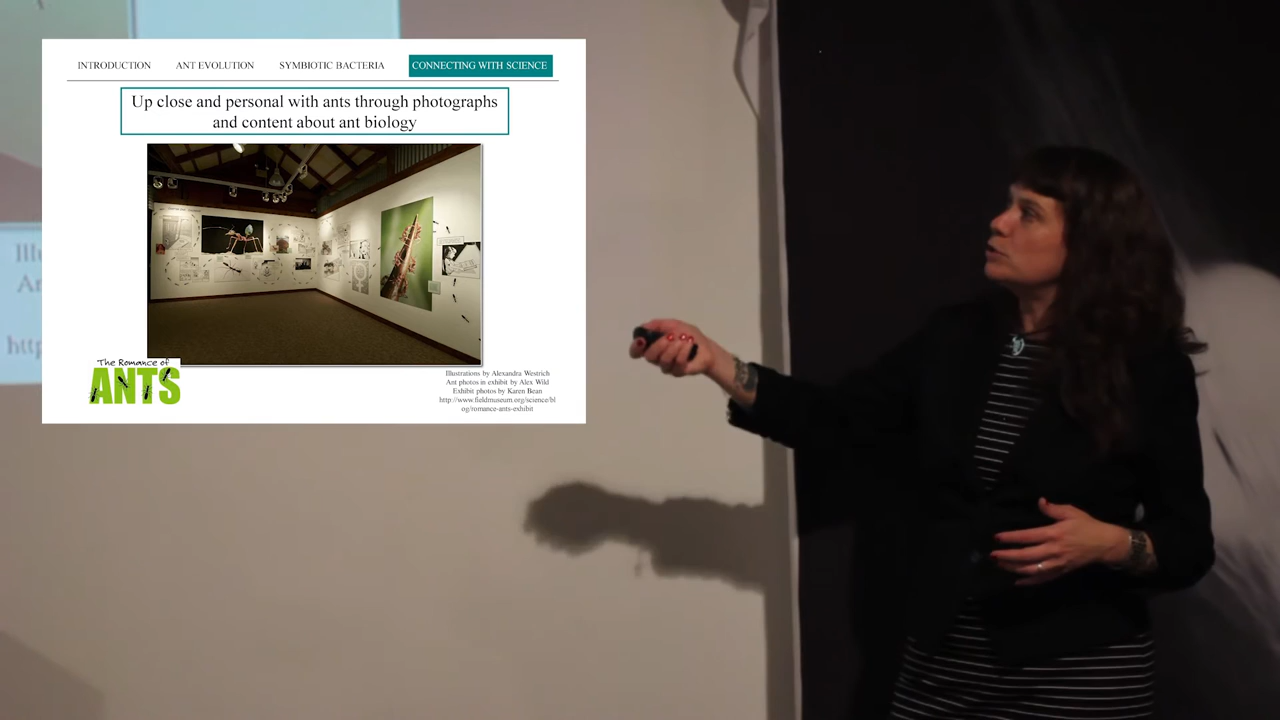 INTRODUCTION ANT EVOLUTION SYMBIOTIC BACTERIA CONNECTING WITH SCIENCE
Up close and personal with ants through photographs
and content about ant biology
The Romance of
ANTS
Illustrations by Alexandra Westrich
Ant photos in exhibit by Alex Wild
Exhibit photos by Karen Bean
http://www.fieldmuseum.org/science/bl
og/romance-ants-exhibit